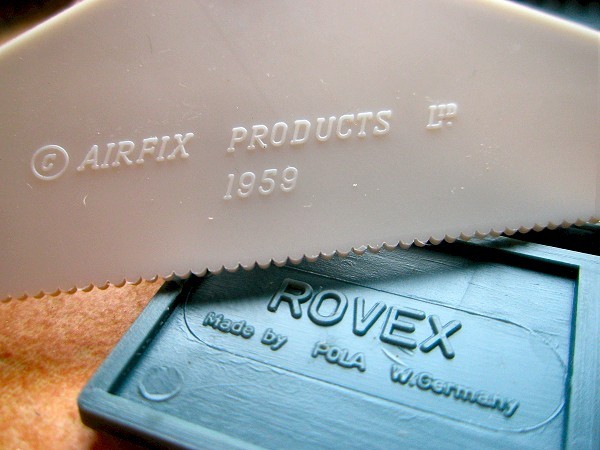 © AIRFIX PRODUCTS LTD.
1959
ROVEX
Made by POLA W.Germany